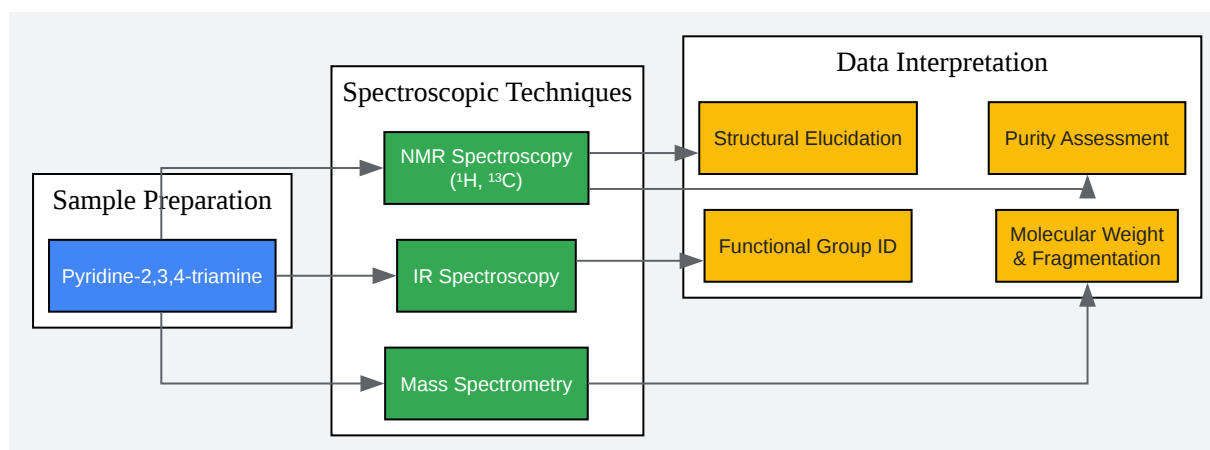 Sample Preparation
Pyridine-2,3,4-triamine
Spectroscopic Techniques
NMR Spectroscopy
(¹H, ¹³C)
IR Spectroscopy
Mass Spectrometry
Data Interpretation
Structural Elucidation
Purity Assessment
Functional Group ID
Molecular Weight
& Fragmentation